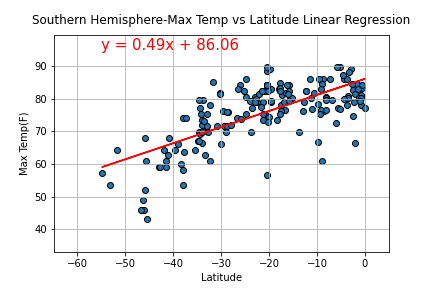 Southern Hemisphere-Max Temp vs Latitude Linear Regression
y = 0.49x + 86.06
90
80
70
60
50
40
Max Temp(F)
−60 −50 −40 −30 −20 −10 0
Latitude